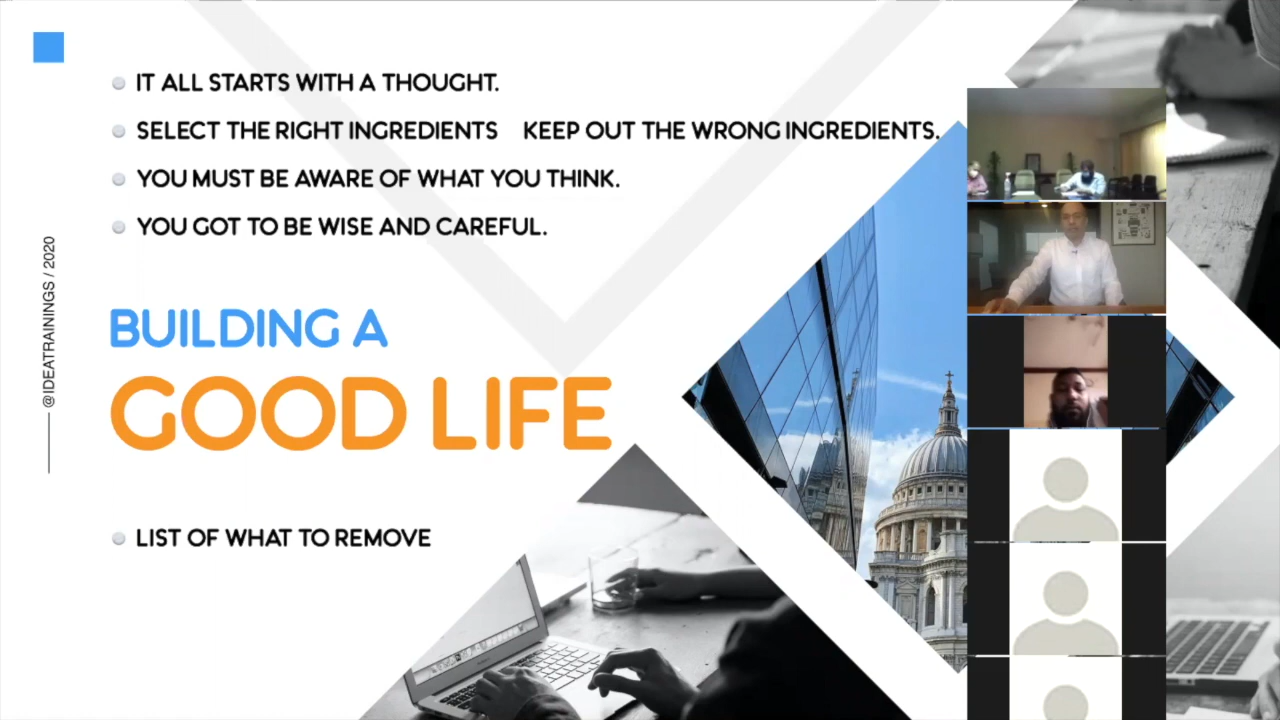 IT ALL STARTS WITH A THOUGHT.
SELECT THE RIGHT INGREDIENTS KEEP OUT THE WRONG INGREDIENTS.
YOU MUST BE AWARE OF WHAT YOU THINK.
YOU GOT TO BE WISE AND CAREFUL.
@IDEATRAININGS / 2020
BUILDING A
GOOD LIFE
LIST OF WHAT TO REMOVE